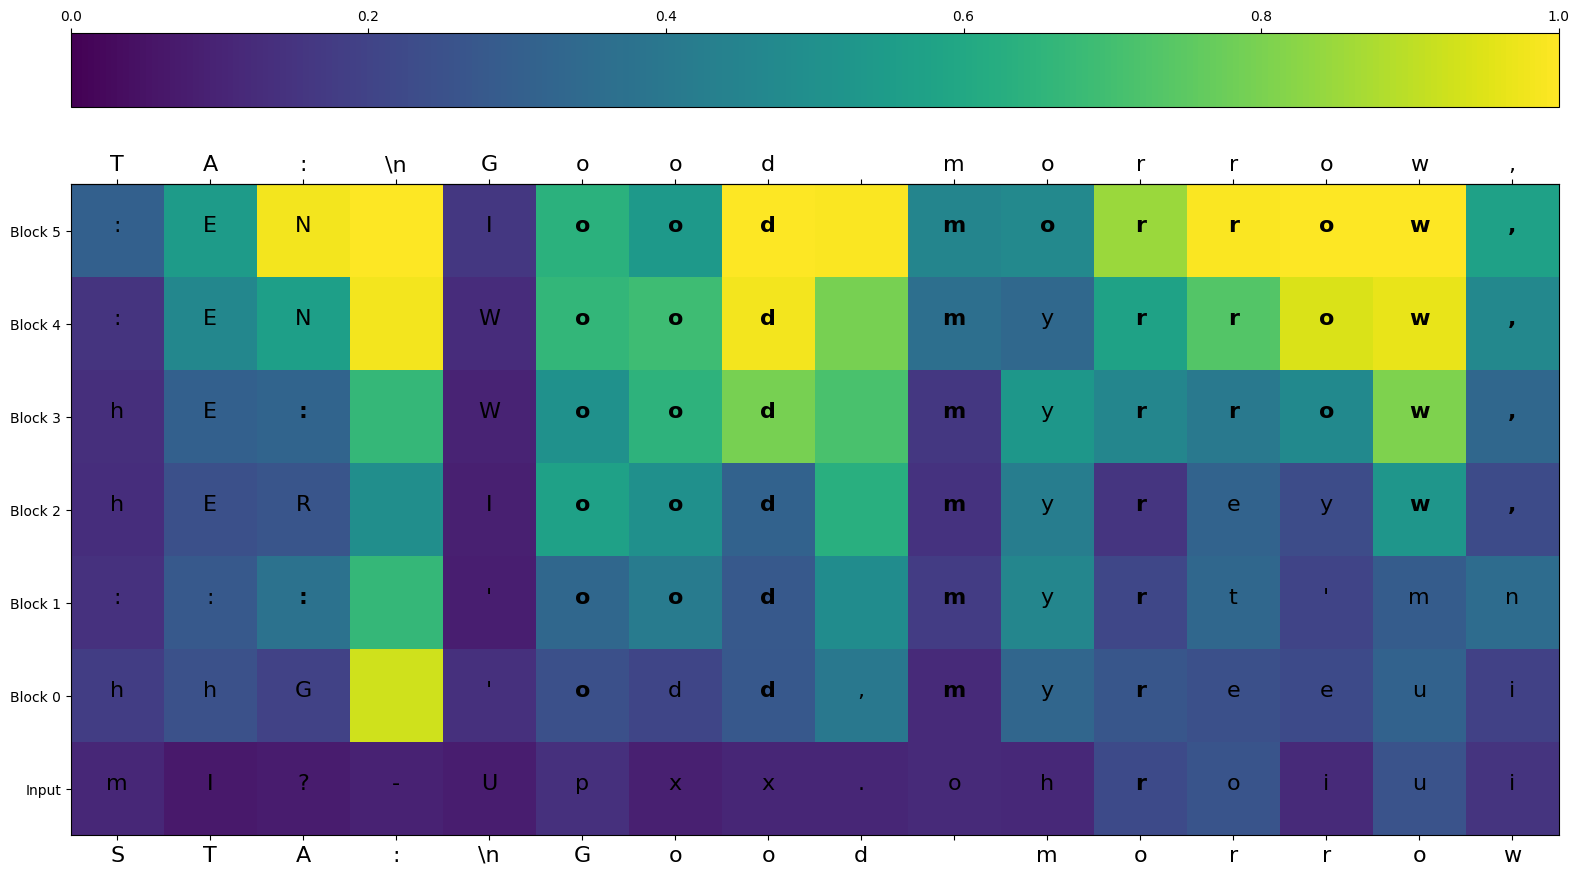 0.0 0.2 0.4 0.6 0.8 1.0
T A : \n G o o d m o r r o w ,
Block 5 : E N I o o d m o r r o w ,
Block 4 : E N W o o d m y r r o w ,
Block 3 h E : W o o d m y r r o w ,
Block 2 h E R I o o d m y r e y w ,
Block 1 : : : ' o o d m y r t ' m n
Block 0 h h G ' o d d , m y r e e u i
Input m I ? - U p x x . o h r o i u i
S T A : \n G o o d m o r r o w